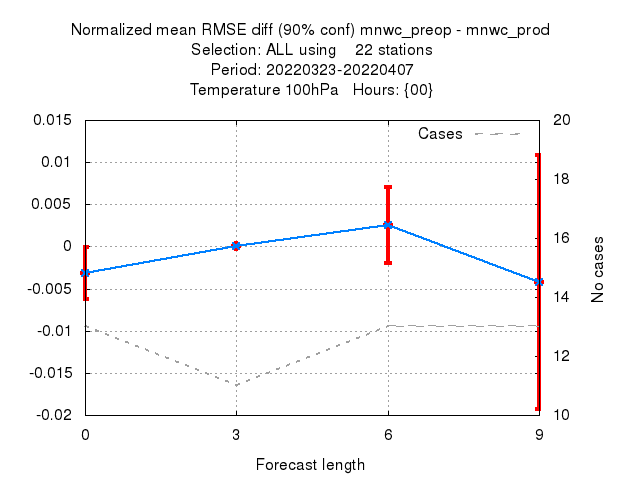 Normalized mean RMSE diff (90% conf) mnwc_preop - mnwc_prod
Selection: ALL using    22 stations
Period: 20220323-20220407
Temperature 100hPa   Hours: {00}
Cases
0.015
0.01
0.005
0
-0.005
-0.01
-0.015
-0.02
20
18
16
14
12
10
No cases
0 3 6 9
Forecast length